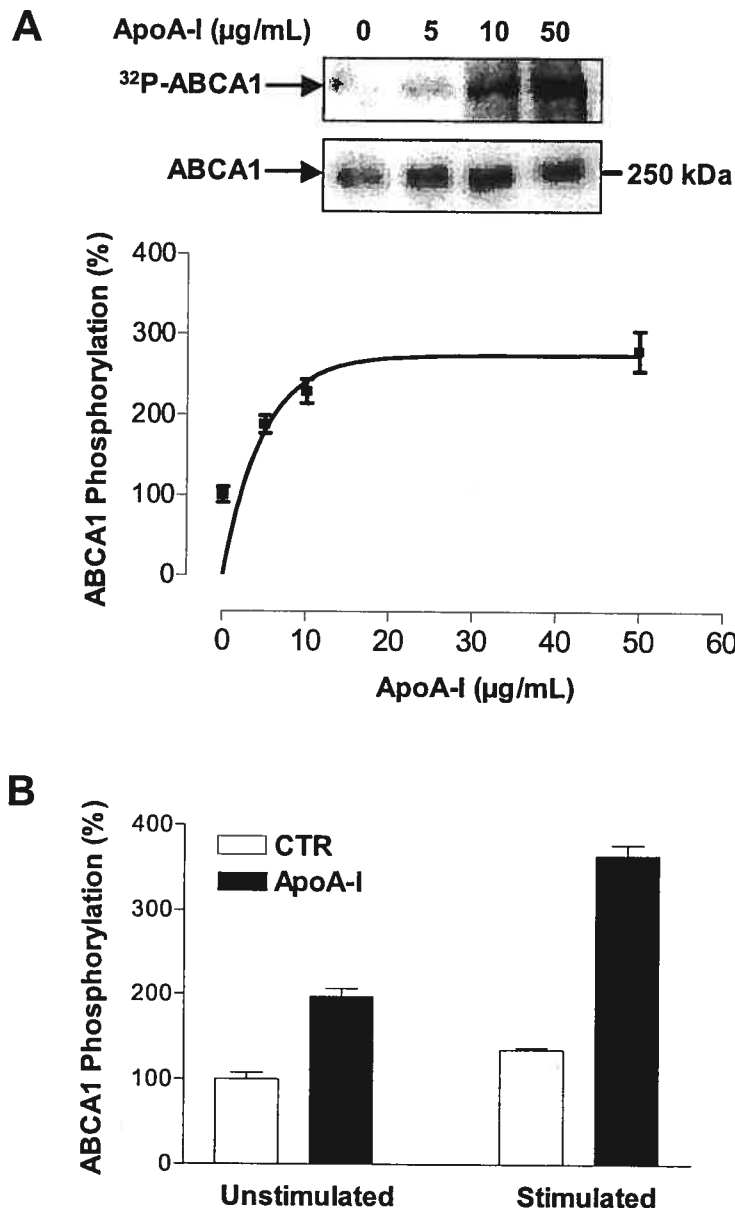 A
ApoA-I (µg/mL) 0 5 10 50
32P-ABCA1
ABCA1
250 kDa
ABCA1 Phosphorylation (%)
400
300
200
100
0
0 10 20 30 40 50 60
ApoA-I (µg/mL)
B
ABCA1 Phosphorylation (%)
400
300
200
100
0
CTR
ApoA-I
Unstimulated Stimulated